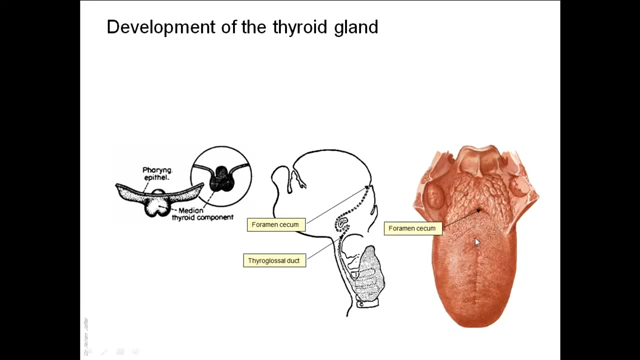 Development of the thyroid gland
Pharyng.
epithel.
Median
thyroid component
Foramen cecum
Thyroglossal duct
Foramen cecum